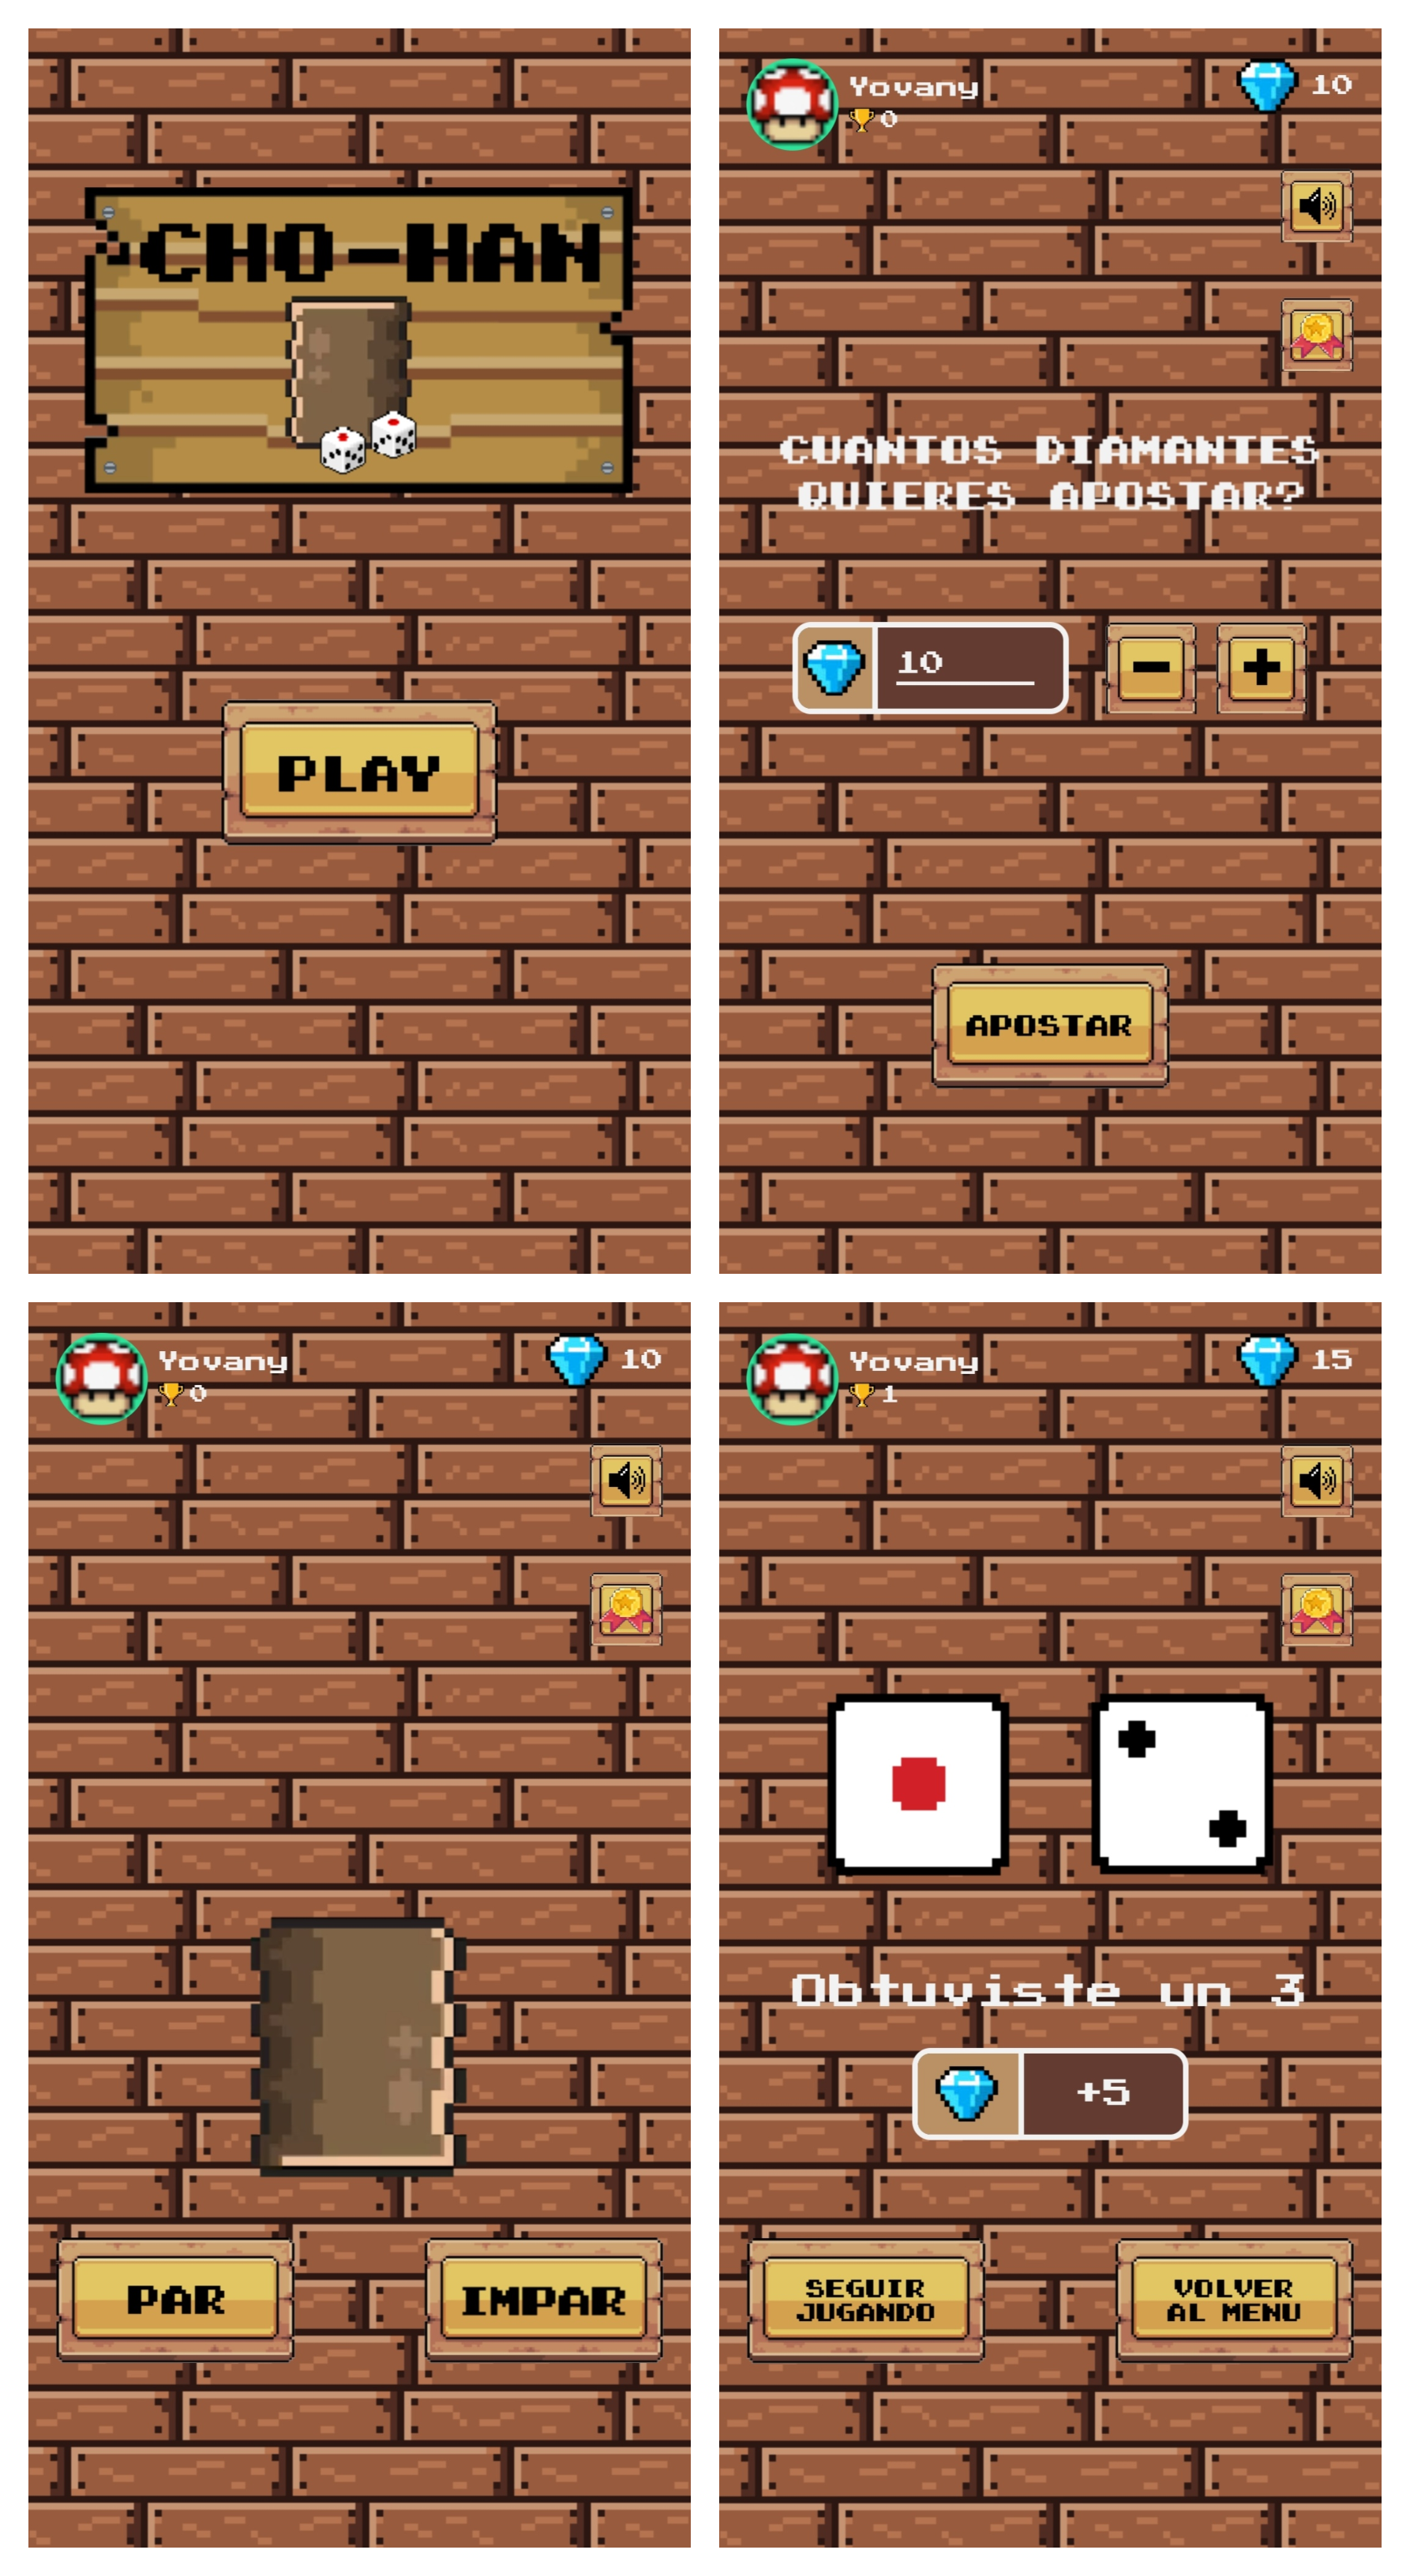 CHO-HAN
PLAY
Yovany
0
10
CUANTOS DIAMANTES
QUIERES APOSTAR?
10
- +
APOSTAR
Yovany
0
10
PAR
IMPAR
Yovany
1
15
Obtuviste un 3
+5
SEGUIR
JUGANDO
VOLVER
AL MENU